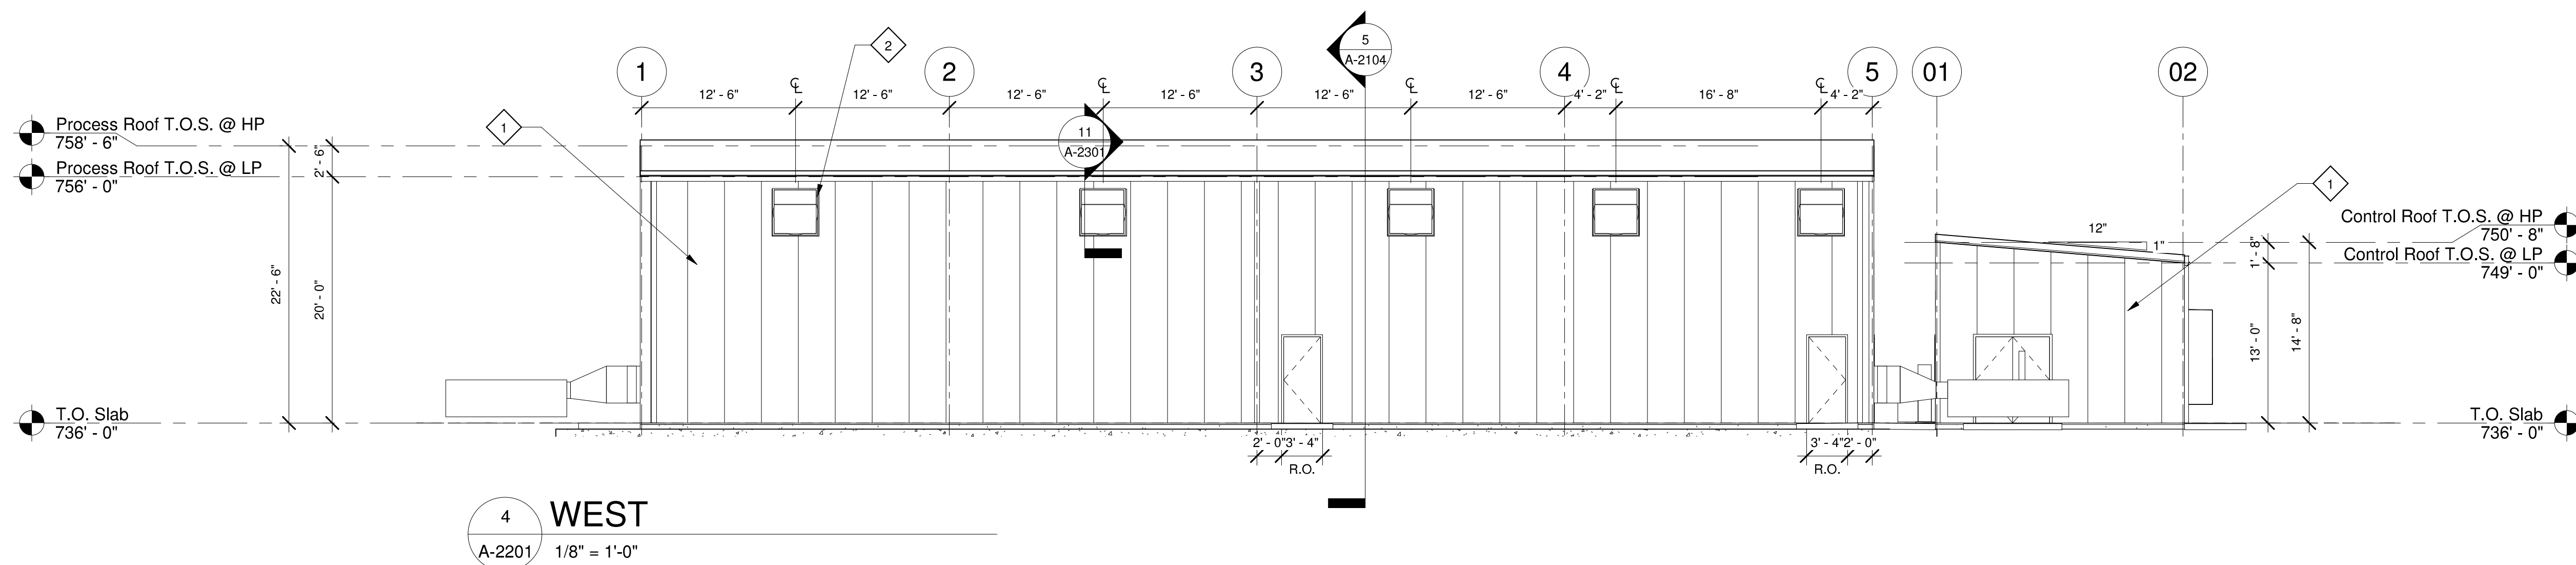 1
2
3
4
5
01
02
2
5
A-2104
12' - 6"
℄
12' - 6"
12' - 6"
℄
12' - 6"
12' - 6"
℄
12' - 6"
4' - 2"
℄
16' - 8"
℄
4' - 2"
1
11
A-2301
Process Roof T.O.S. @ HP
758' - 6"
Process Roof T.O.S. @ LP
756' - 0"
2' - 6"
22' - 6"
20' - 0"
T.O. Slab
736' - 0"
1
Control Roof T.O.S. @ HP
750' - 8"
Control Roof T.O.S. @ LP
749' - 0"
12"
1"
1' - 8"
13' - 0"
14' - 8"
T.O. Slab
736' - 0"
2' - 0" 3' - 4"
R.O.
3' - 4" 2' - 0"
R.O.
4
A-2201
WEST
1/8" = 1'-0"